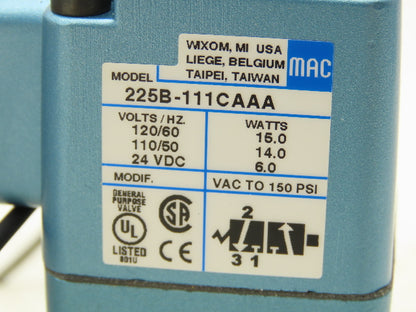 WIXOM, MI USA
LIEGE, BELGIUM
TAIPEI, TAIWAN
MAC
MODEL
225B-111CAAA
VOLTS / HZ.
WATTS
120/60
15.0
110/50
14.0
24 VDC
6.0
MODIF.
VAC TO 150 PSI
GENERAL
PURPOSE
VALVE
UL
SA
LISTED
801U
CE
2
3 1